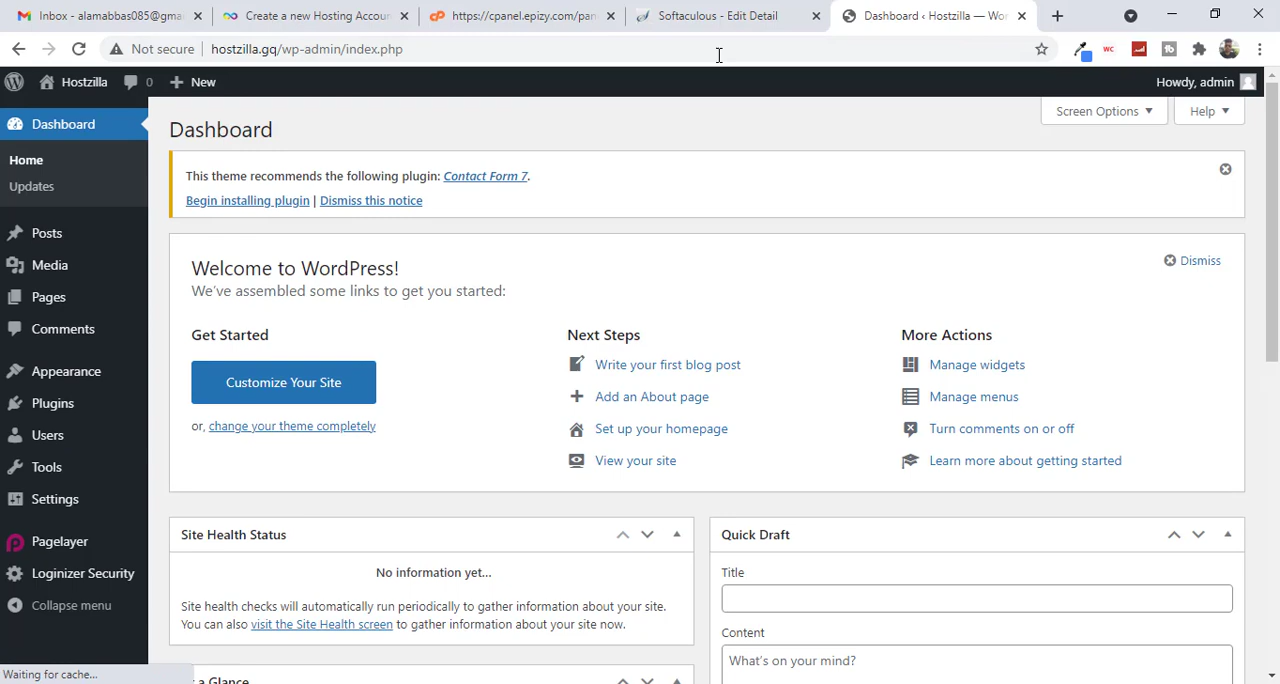 Inbox - alamabbas085@gma
Create a new Hosting Accoun
https://cpanel.epizy.com/pan
Softaculous - Edit Detail
Dashboard ‹ Hostzilla — Wor
Not secure
hostzilla.gq/wp-admin/index.php
Hostzilla
0
New
Howdy, admin
Dashboard
Home
Updates
Posts
Media
Pages
Comments
Appearance
Plugins
Users
Tools
Settings
Pagelayer
Loginizer Security
Collapse menu
Waiting for cache...
Screen Options
Help
Dashboard
This theme recommends the following plugin: Contact Form 7.
Begin installing plugin | Dismiss this notice
Welcome to WordPress!
Dismiss
We've assembled some links to get you started:
Get Started
Customize Your Site
or, change your theme completely
Next Steps
Write your first blog post
Add an About page
Set up your homepage
View your site
More Actions
Manage widgets
Manage menus
Turn comments on or off
Learn more about getting started
Site Health Status
No information yet...
Site health checks will automatically run periodically to gather information about your site.
You can also visit the Site Health screen to gather information about your site now.
a Glance
Quick Draft
Title
Content
What's on your mind?